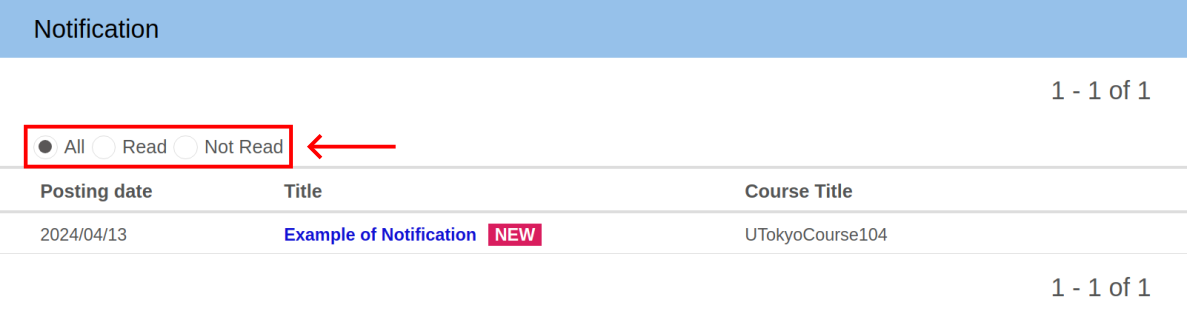 Notification
1 - 1 of 1
All Read Not Read
Posting date Title Course Title
2024/04/13 Example of Notification NEW UTokyoCourse104
1 - 1 of 1